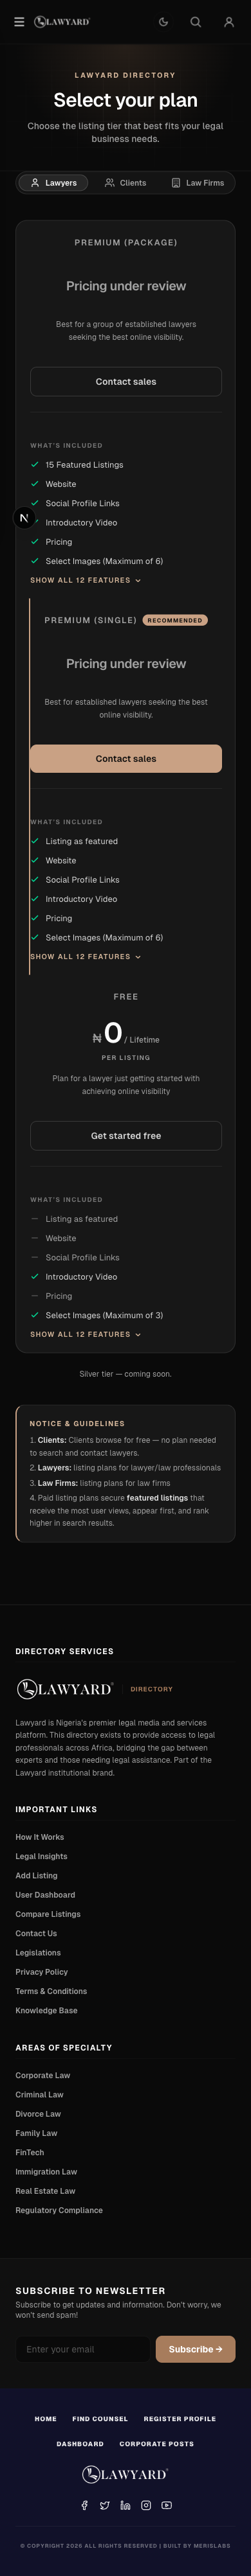 LAWYARD
LAWYARD DIRECTORY
Select your plan
Choose the listing tier that best fits your legal
business needs.
Lawyers
Clients
Law Firms
PREMIUM (PACKAGE)
Pricing under review
Best for a group of established lawyers
seeking the best online visibility.
Contact sales
WHAT'S INCLUDED
15 Featured Listings
Website
Social Profile Links
N
Introductory Video
Pricing
Select Images (Maximum of 6)
SHOW ALL 12 FEATURES
PREMIUM (SINGLE) RECOMMENDED
Pricing under review
Best for established lawyers seeking the best
online visibility.
Contact sales
WHAT'S INCLUDED
Listing as featured
Website
Social Profile Links
Introductory Video
Pricing
Select Images (Maximum of 6)
SHOW ALL 12 FEATURES
FREE
₦0 / Lifetime
PER LISTING
Plan for a lawyer just getting started with
achieving online visibility
Get started free
WHAT'S INCLUDED
Listing as featured
Website
Social Profile Links
Introductory Video
Pricing
Select Images (Maximum of 3)
SHOW ALL 12 FEATURES
Silver tier — coming soon.
NOTICE & GUIDELINES
1. Clients: Clients browse for free — no plan needed
to search and contact lawyers.
2. Lawyers: listing plans for lawyer/law professionals
3. Law Firms: listing plans for law firms
4. Paid listing plans secure featured listings that
receive the most user views, appear first, and rank
higher in search results.
DIRECTORY SERVICES
LAWYARD DIRECTORY
Lawyard is Nigeria's premier legal media and services
platform. This directory exists to provide access to legal
professionals across Africa, bridging the gap between
experts and those needing legal assistance. Part of the
Lawyard institutional brand.
IMPORTANT LINKS
How It Works
Legal Insights
Add Listing
User Dashboard
Compare Listings
Contact Us
Legislations
Privacy Policy
Terms & Conditions
Knowledge Base
AREAS OF SPECIALTY
Corporate Law
Criminal Law
Divorce Law
Family Law
FinTech
Immigration Law
Real Estate Law
Regulatory Compliance
SUBSCRIBE TO NEWSLETTER
Subscribe to get updates and information. Don't worry, we
won't send spam!
Enter your email
Subscribe →
HOME
FIND COUNSEL
REGISTER PROFILE
DASHBOARD
CORPORATE POSTS
LAWYARD
© COPYRIGHT 2026 ALL RIGHTS RESERVED | BUILT BY MERISLABS